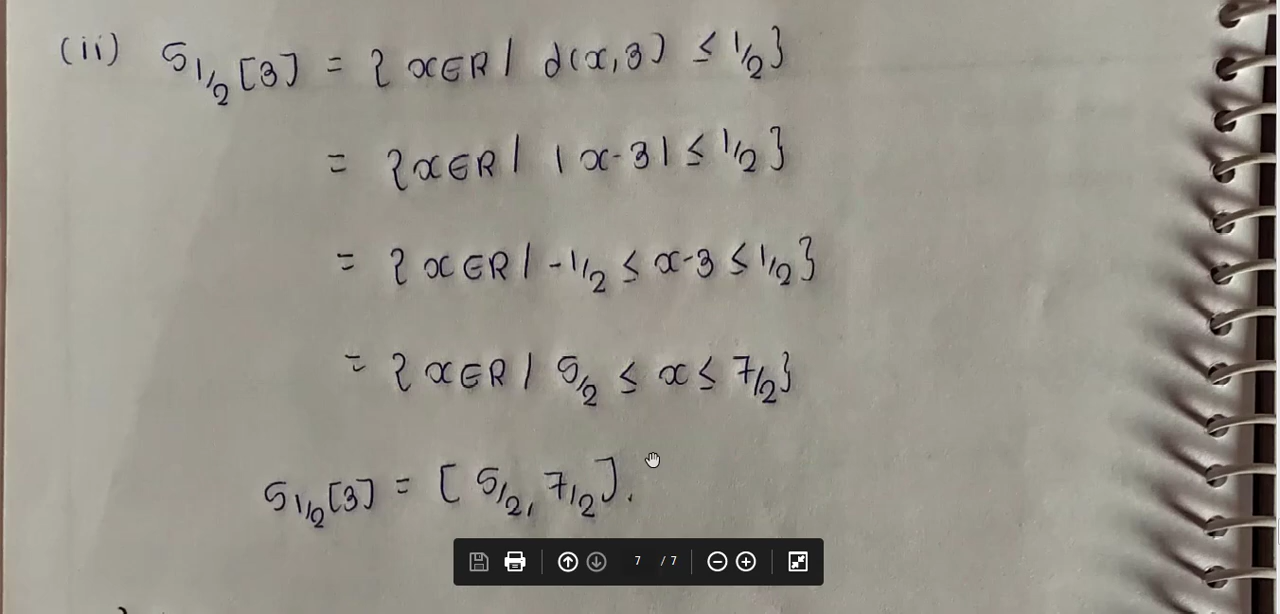 (ii) S1/2[3] = { x∈R / d(x,3) ≤ 1/2}
= {x∈R / |x-3| ≤ 1/2}
= { x∈R / -1/2 ≤ x-3 ≤ 1/2}
= { x∈R / 5/2 ≤ x ≤ 7/2}
S1/2[3] = [ 5/2, 7/2].
7 / 7